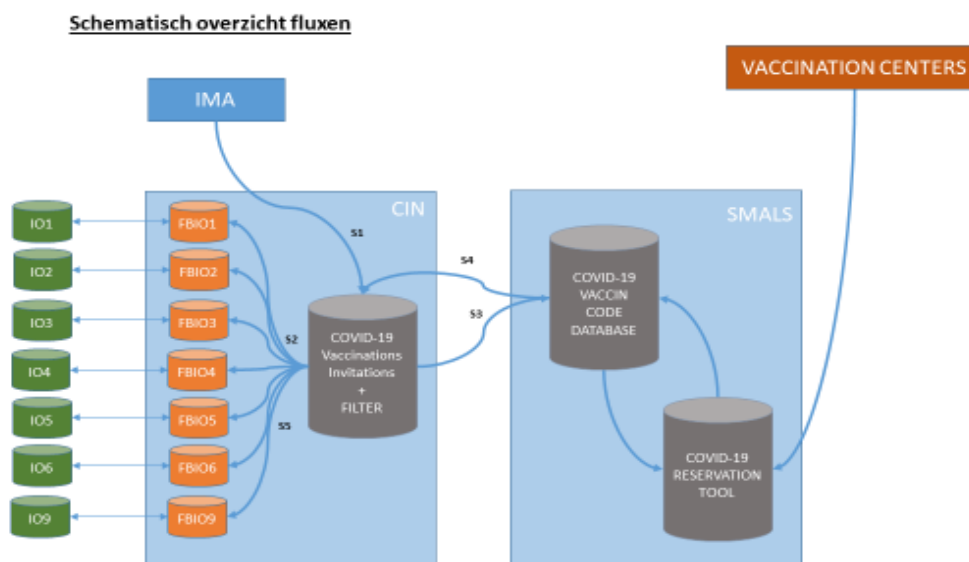 Schematisch overzicht fluxen
VACCINATION CENTERS
IMA
CIN
SMALS
IO1
FBIO1
S1
IO2
FBIO2
S4
COVID-19
VACCIN
CODE
DATABASE
IO3
FBIO3
S3
S2
COVID-19
Vaccinations
Invitations
+
FILTER
IO4
FBIO4
IO5
FBIO5
S5
IO6
FBIO6
COVID-19
RESERVATION
TOOL
IO9
FBIO9